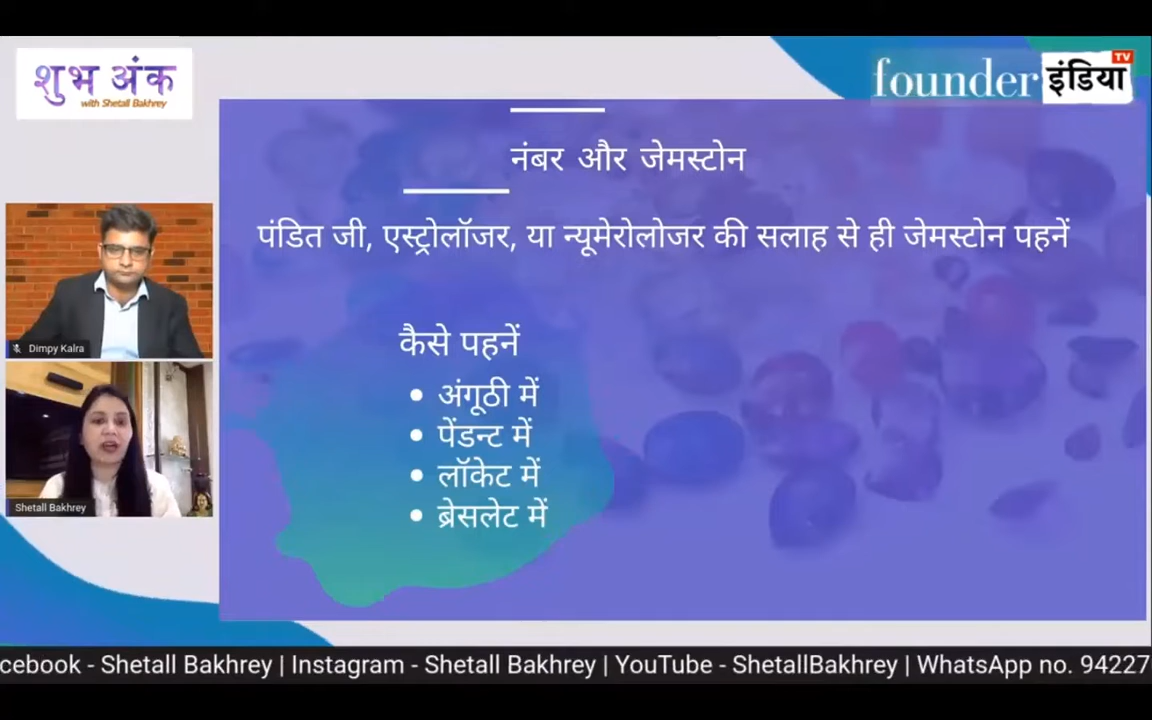 शुभ अंक
with Shetall Bakhrey
founder इंडिया TV
नंबर और जेमस्टोन
पंडित जी, एस्ट्रोलॉजर, या न्यूमेरोलोजर की सलाह से ही जेमस्टोन पहनें
कैसे पहनें
• अंगूठी में
• पेंडन्ट में
• लॉकेट में
• ब्रेसलेट में
Dimpy Kalra
Shetall Bakhrey
cebook - Shetall Bakhrey | Instagram - Shetall Bakhrey | YouTube - ShetallBakhrey | WhatsApp no. 94227